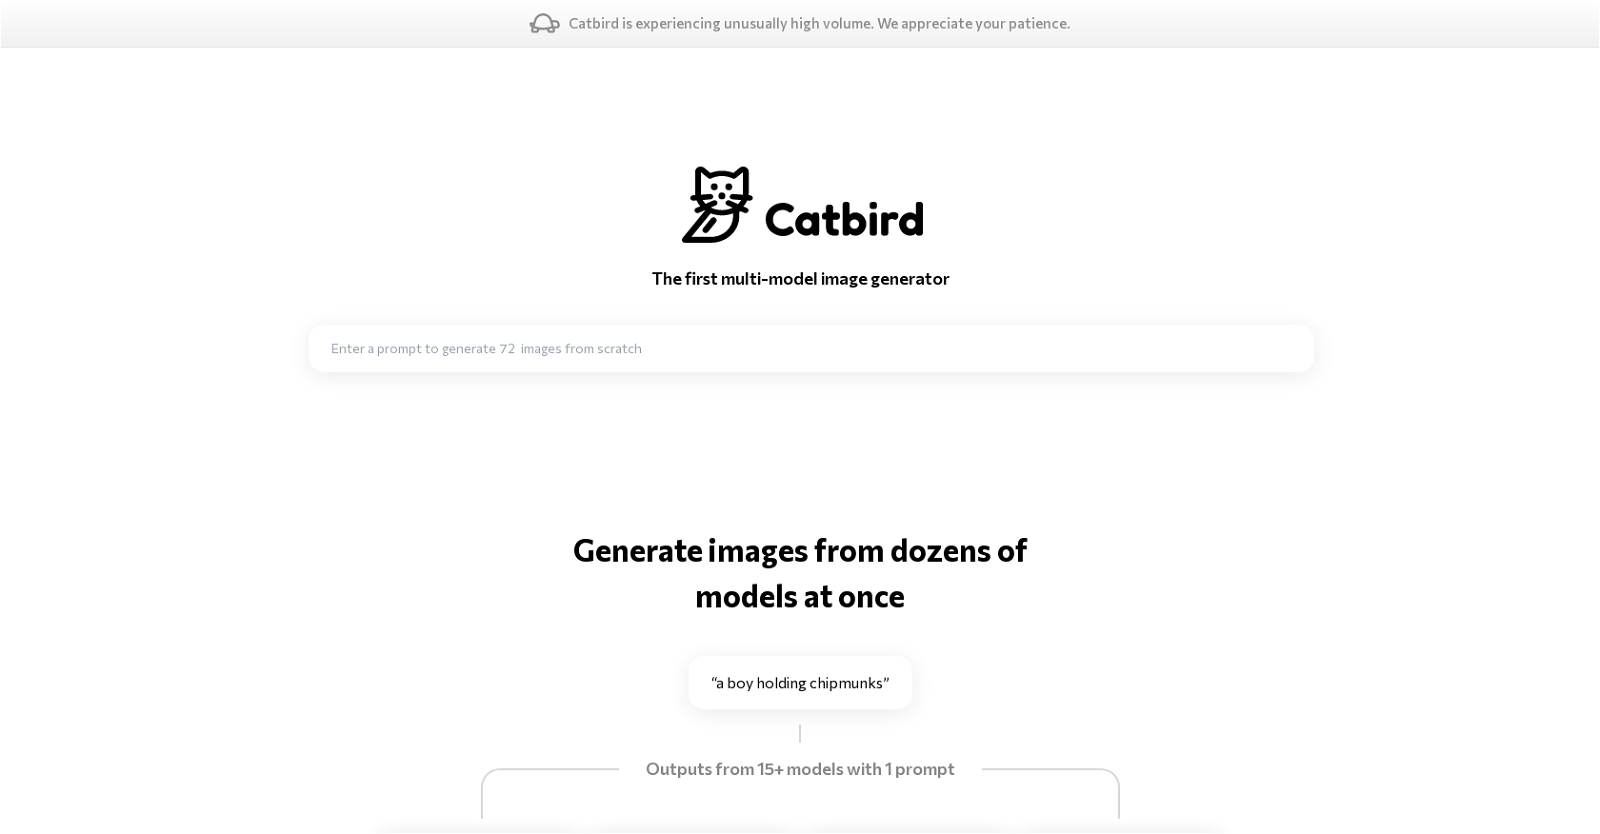 Catbird is experiencing unusually high volume. We appreciate your patience.
Catbird
The first multi-model image generator
Enter a prompt to generate 72 images from scratch
Generate images from dozens of
models at once
“a boy holding chipmunks”
Outputs from 15+ models with 1 prompt